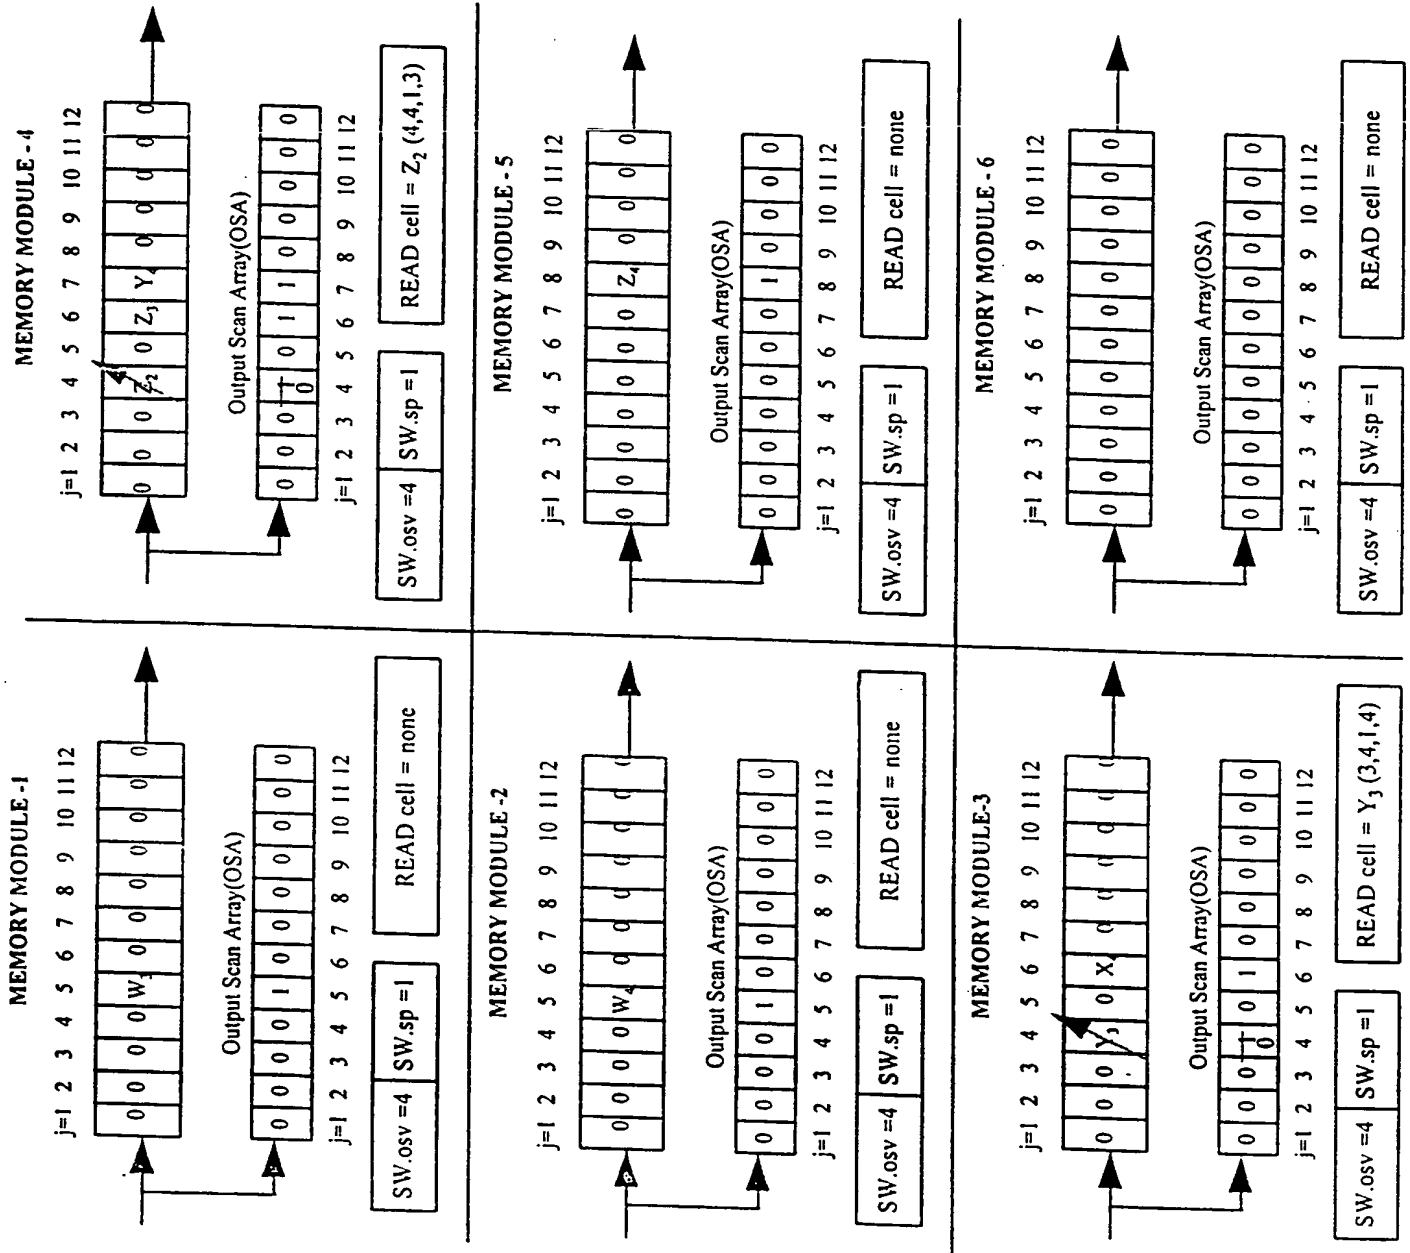 MEMORY MODULE -1
j=1 2 3 4 5 6 7 8 9 10 11 12
0 0 0 0 W3 0 0 0 0 0 0 0
Output Scan Array(OSA)
0 0 0 0 1 0 0 0 0 0 0 0
j=1 2 3 4 5 6 7 8 9 10 11 12
SW.osv =4 SW.sp =1
READ cell = none
MEMORY MODULE - 4
j=1 2 3 4 5 6 7 8 9 10 11 12
0 0 0 Z2 0 Z3 Y4 0 0 0 0 0
Output Scan Array(OSA)
0 0 0 1 0 1 1 0 0 0 0 0
0
j=1 2 3 4 5 6 7 8 9 10 11 12
SW.osv =4 SW.sp =1
READ cell = Z2 (4,4,1,3)
MEMORY MODULE -2
j=1 2 3 4 5 6 7 8 9 10 11 12
0 0 0 0 W4 0 0 0 0 0 0 0
Output Scan Array(OSA)
0 0 0 0 1 0 0 0 0 0 0 0
j=1 2 3 4 5 6 7 8 9 10 11 12
SW.osv =4 SW.sp =1
READ cell = none
MEMORY MODULE - 5
j=1 2 3 4 5 6 7 8 9 10 11 12
0 0 0 0 0 0 0 Z4 0 0 0 0
Output Scan Array(OSA)
0 0 0 0 0 0 0 1 0 0 0 0
j=1 2 3 4 5 6 7 8 9 10 11 12
SW.osv =4 SW.sp =1
READ cell = none
MEMORY MODULE-3
j=1 2 3 4 5 6 7 8 9 10 11 12
0 0 0 Y3 0 X4 0 0 0 0 0 0
Output Scan Array(OSA)
0 0 0 1 0 1 0 0 0 0 0 0
0
j=1 2 3 4 5 6 7 8 9 10 11 12
SW.osv =4 SW.sp =1
READ cell = Y3 (3,4,1,4)
MEMORY MODULE - 6
j=1 2 3 4 5 6 7 8 9 10 11 12
0 0 0 0 0 0 0 0 0 0 0 0
Output Scan Array(OSA)
0 0 0 0 0 0 0 0 0 0 0 0
j=1 2 3 4 5 6 7 8 9 10 11 12
SW.osv =4 SW.sp =1
READ cell = none